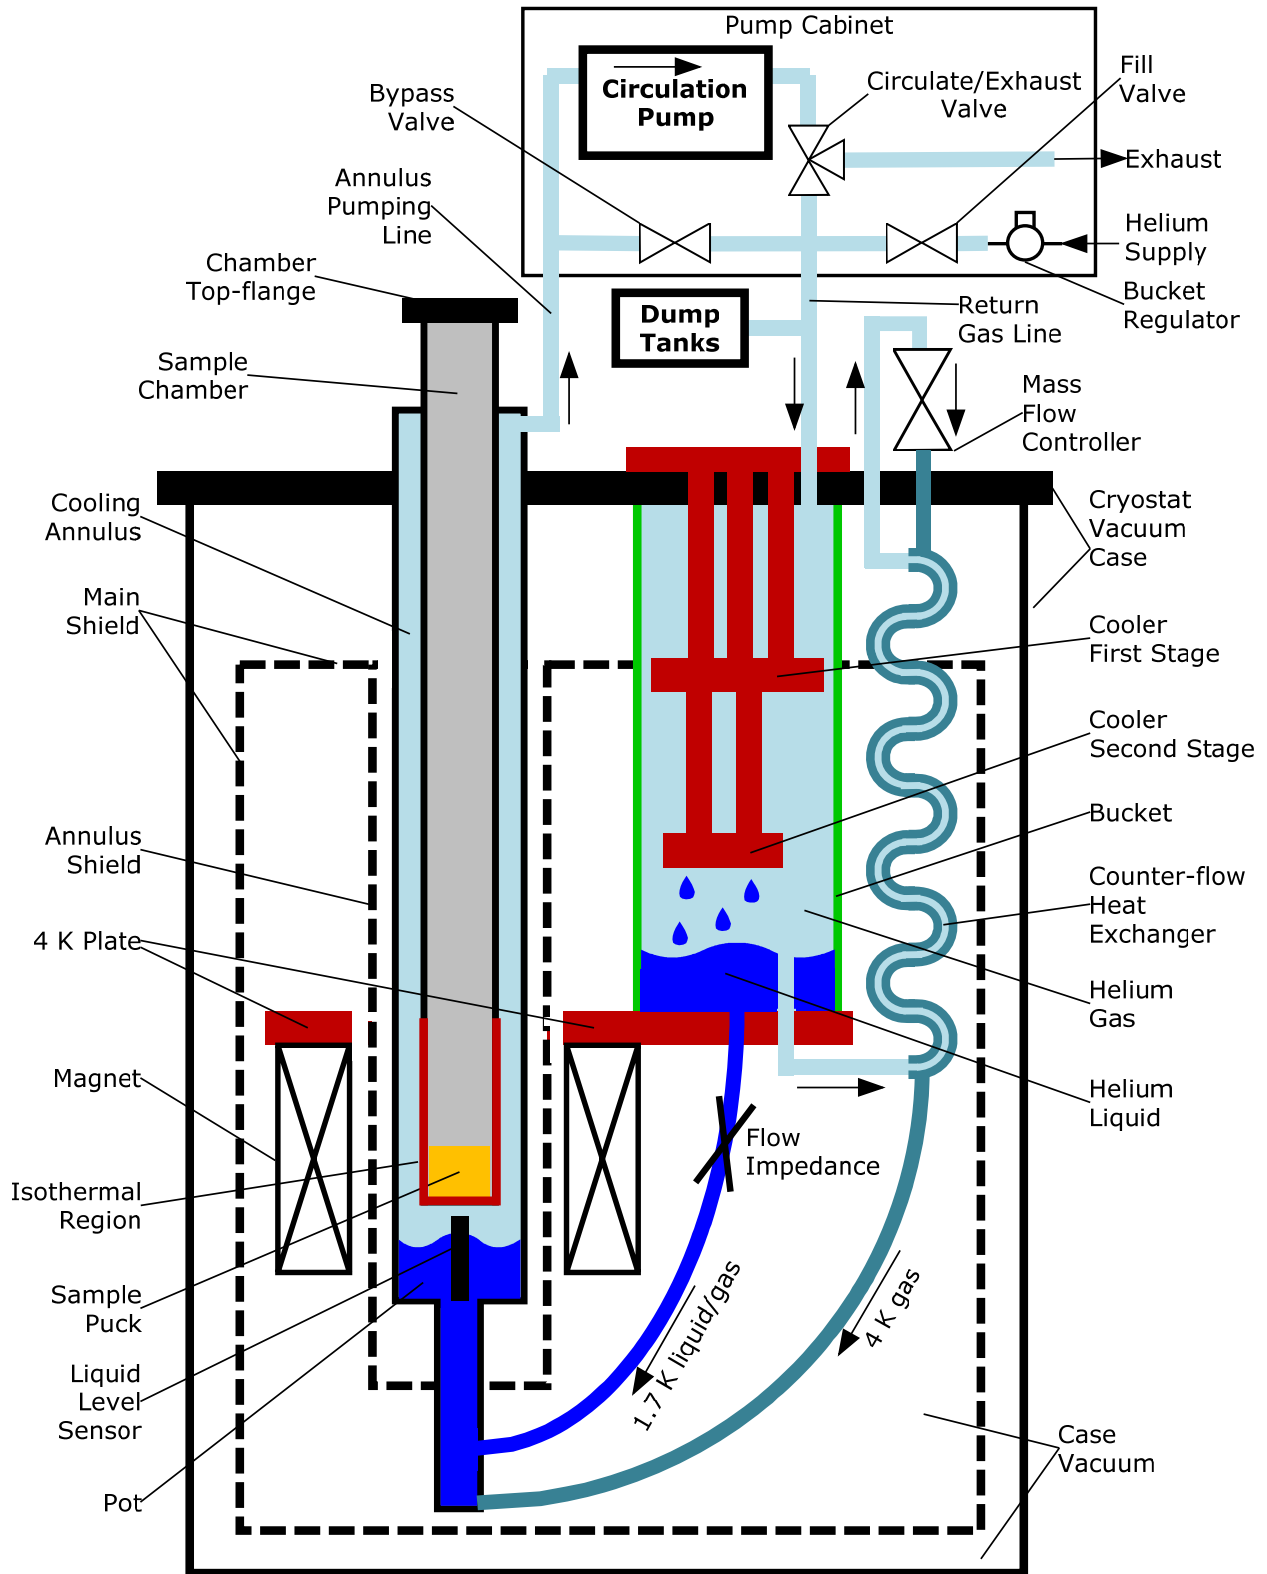 Pump Cabinet
Circulation
Pump
Circulate/Exhaust
Valve
Fill
Valve
Bypass
Valve
Exhaust
Annulus
Pumping
Line
Helium
Supply
Chamber
Top-flange
Bucket
Regulator
Dump
Tanks
Return
Gas Line
Sample
Chamber
Mass
Flow
Controller
Cooling
Annulus
Cryostat
Vacuum
Case
Main
Shield
Cooler
First Stage
Cooler
Second Stage
Annulus
Shield
Bucket
4 K Plate
Counter-flow
Heat
Exchanger
Helium
Gas
Magnet
Helium
Liquid
Flow
Impedance
Isothermal
Region
Sample
Puck
1.7 K liquid/gas
4K gas
Liquid
Level
Sensor
Case
Vacuum
Pot